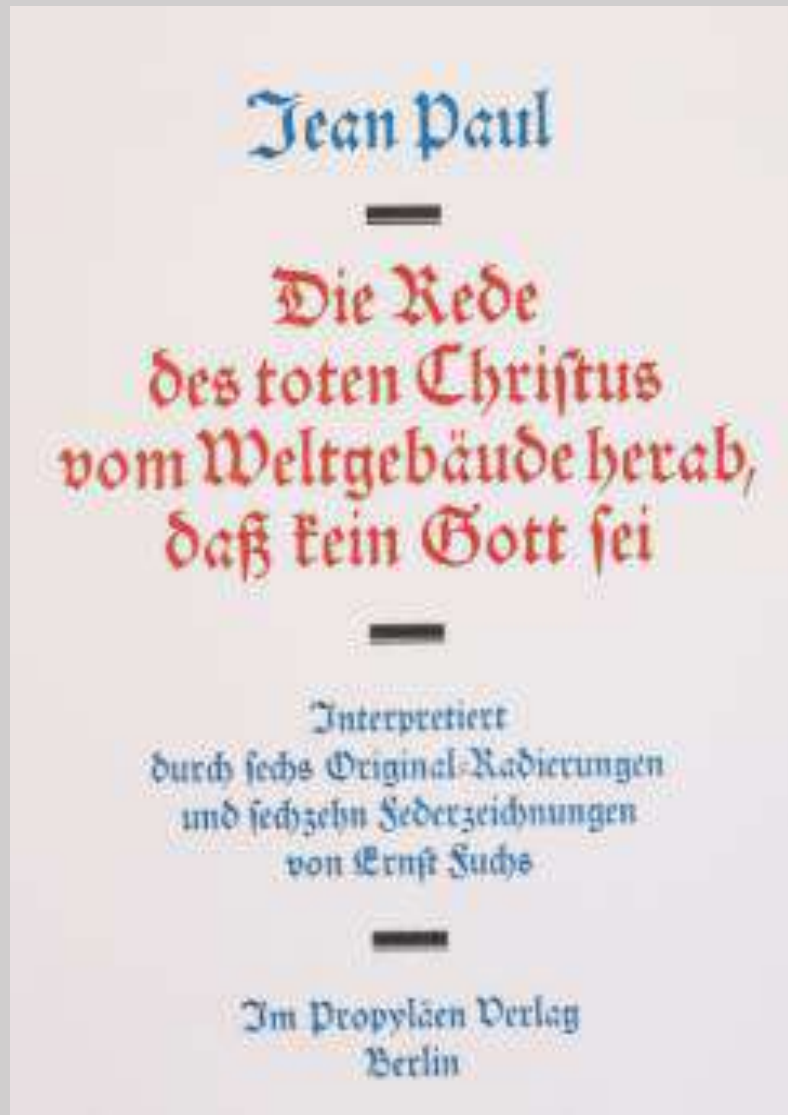 Jean Paul
Die Rede
des toten Chriſtus
vom Weltgebäude herab,
daß kein Gott ſei
Interpretiert
durch ſechs Original-Radierungen
und ſechzehn Federzeichnungen
von Ernſt Fuchs
Im Propyläen Verlag
Berlin